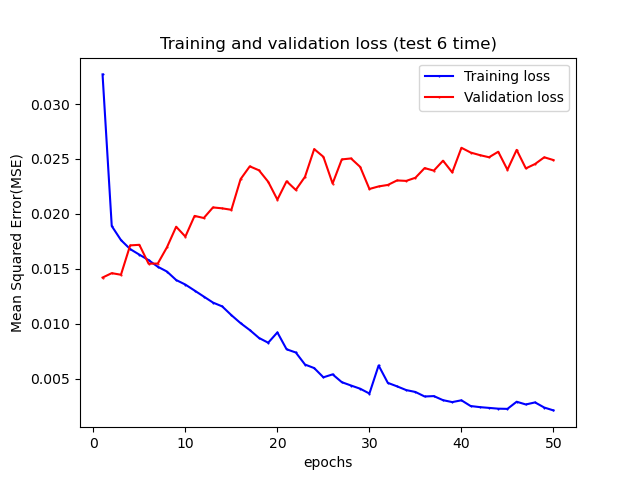 Training and validation loss (test 6 time)
Training loss
Validation loss
0.030
0.025
0.020
0.015
0.010
0.005
Mean Squared Error(MSE)
0 10 20 30 40 50
epochs